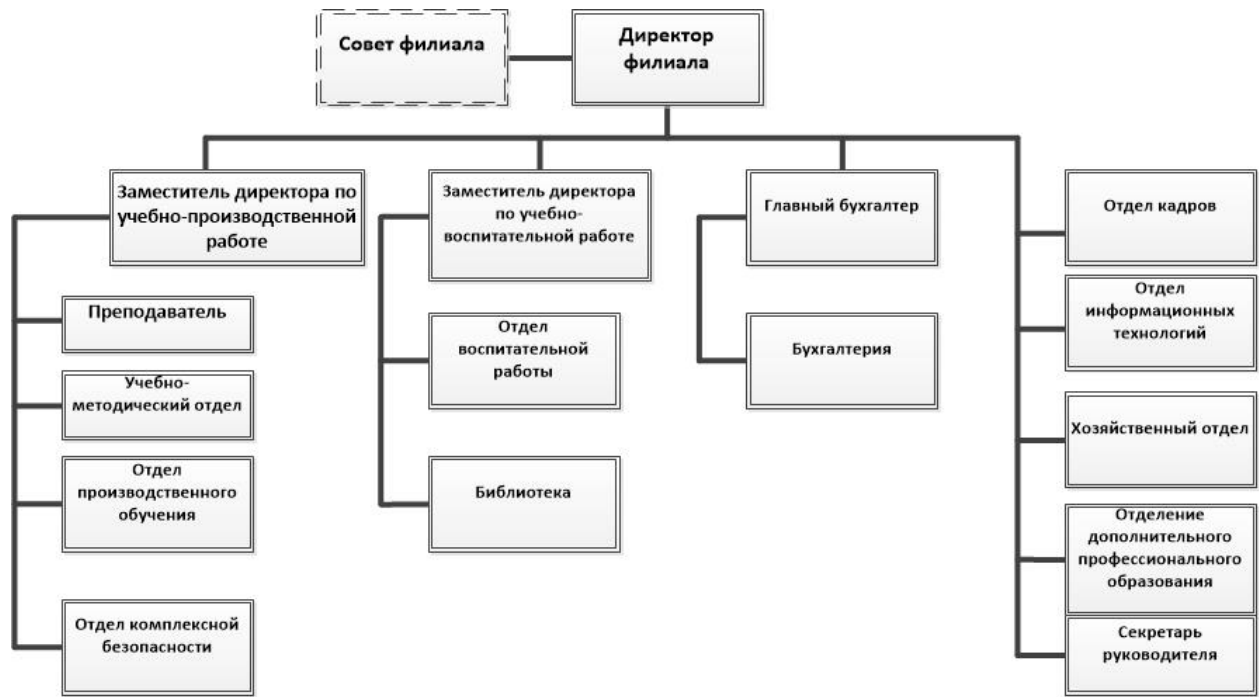 Совет филиала
Директор
филиала
Заместитель директора по
учебно-производственной
работе
Преподаватель
Учебно-
методический отдел
Отдел
производственного
обучения
Отдел комплексной
безопасности
Заместитель директора
по учебно-
воспитательной работе
Отдел
воспитательной
работы
Библиотека
Главный бухгалтер
Бухгалтерия
Отдел кадров
Отдел
информационных
технологий
Хозяйственный отдел
Отделение
дополнительного
профессионального
образования
Секретарь
руководителя